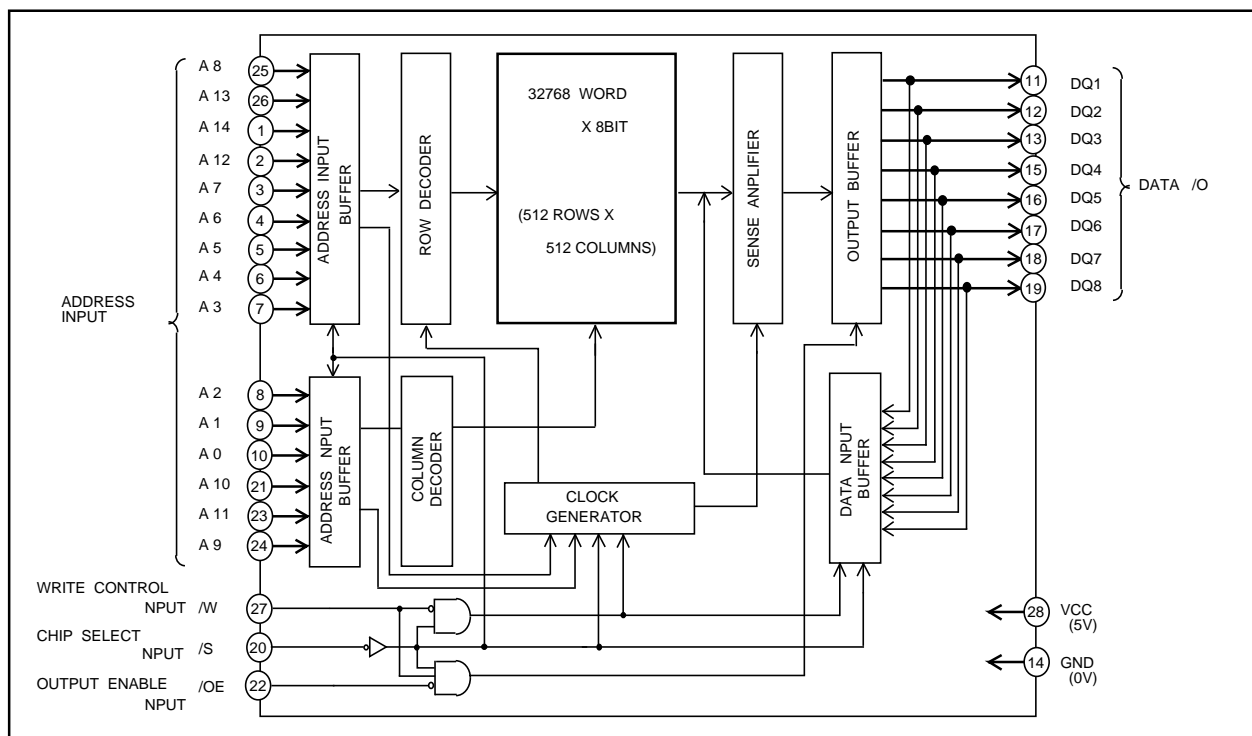 A 8 25
A 13 26
A 14 1
A 12 2
A 7 3
A 6 4
A 5 5
A 4 6
A 3 7
ADDRESS
INPUT
A 2 8
A 1 9
A 0 10
A 10 21
A 11 23
A 9 24
WRITE CONTROL
NPUT /W 27
CHIP SELECT
NPUT /S 20
OUTPUT ENABLE /OE 22
NPUT
ADDRESS INPUT
BUFFER
ROW DECODER
32768 WORD
X 8BIT
(512 ROWS X
512 COLUMNS)
SENSE ANPLIFIER
OUTPUT BUFFER
ADDRESS NPUT
BUFFER
COLUMN
DECODER
CLOCK
GENERATOR
DATA NPUT
BUFFER
11 DQ1
12 DQ2
13 DQ3
15 DQ4
16 DQ5
17 DQ6
18 DQ7
19 DQ8
DATA /O
28 VCC
(5V)
14 GND
(0V)